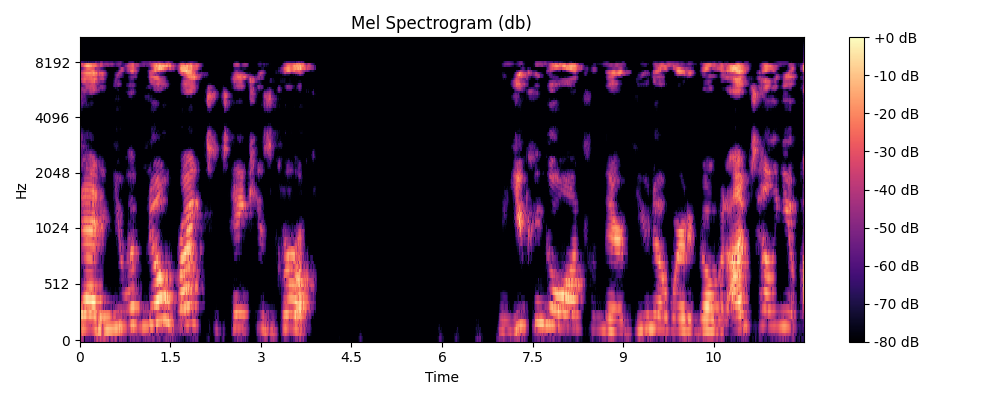 Mel Spectrogram (db)
8192
4096
2048
1024
512
0
Hz
0 1.5 3 4.5 6 7.5 9 10
Time
+0 dB
-10 dB
-20 dB
-30 dB
-40 dB
-50 dB
-60 dB
-70 dB
-80 dB